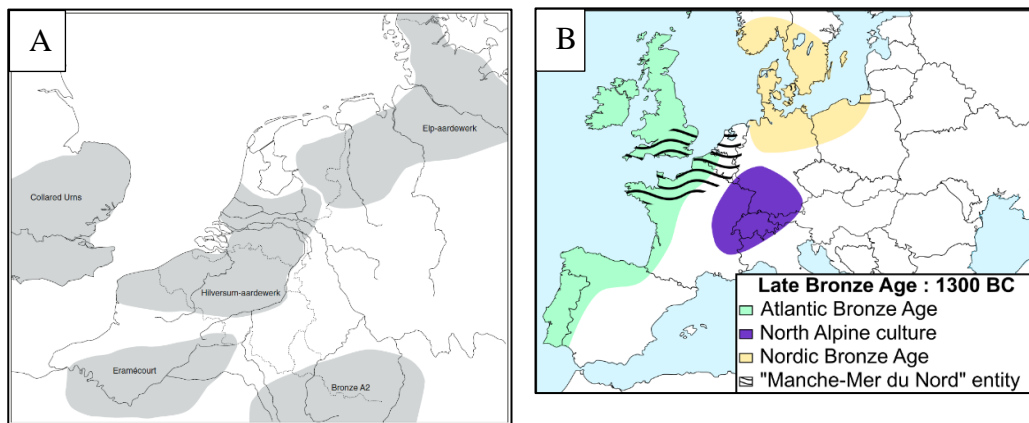 A
Elp-aardewerk
Collared Urns
Hilversum-aardewerk
Eramécourt
Bronze A2
B
Late Bronze Age : 1300 BC
Atlantic Bronze Age
North Alpine culture
Nordic Bronze Age
"Manche-Mer du Nord" entity